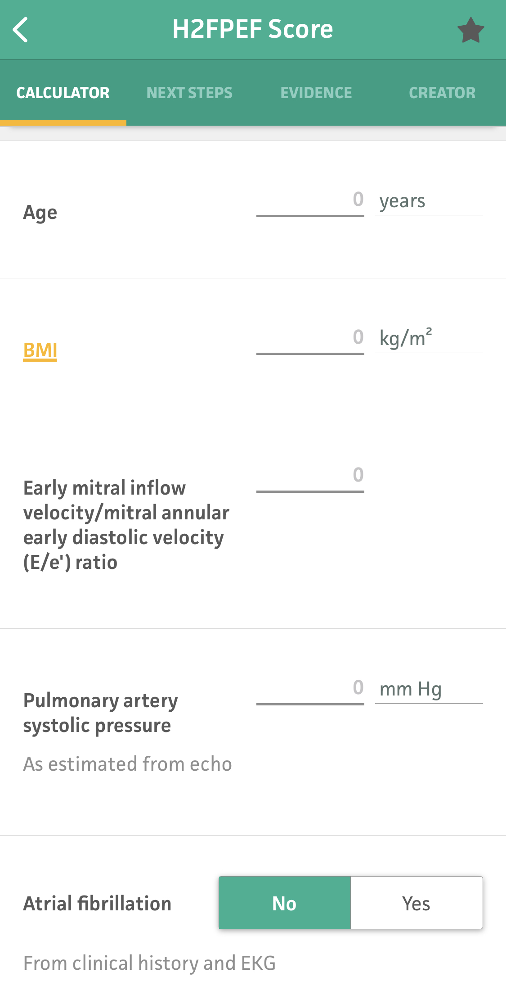 H2FPEF Score
CALCULATOR NEXT STEPS EVIDENCE CREATOR
Age 0 years
BMI 0 kg/m²
0
Early mitral inflow
velocity/mitral annular
early diastolic velocity
(E/e') ratio
0 mm Hg
Pulmonary artery
systolic pressure
As estimated from echo
Atrial fibrillation No Yes
From clinical history and EKG